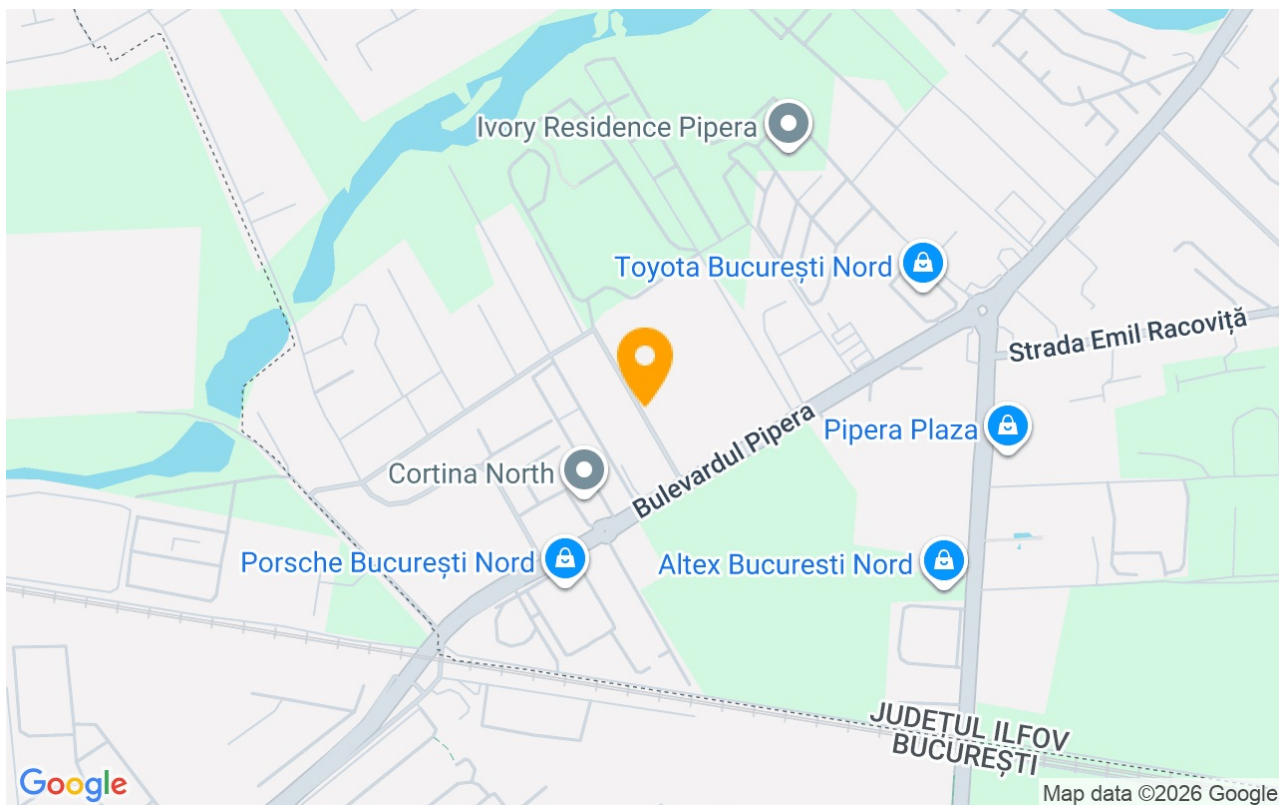 Ivory Residence Pipera
Toyota București Nord
Strada Emil Racoviță
Bulevardul Pipera
Pipera Plaza
Cortina North
Porsche București Nord
Altex Bucuresti Nord
JUDEȚUL ILFOV
BUCUREȘTI
Google
Map data ©2026 Google